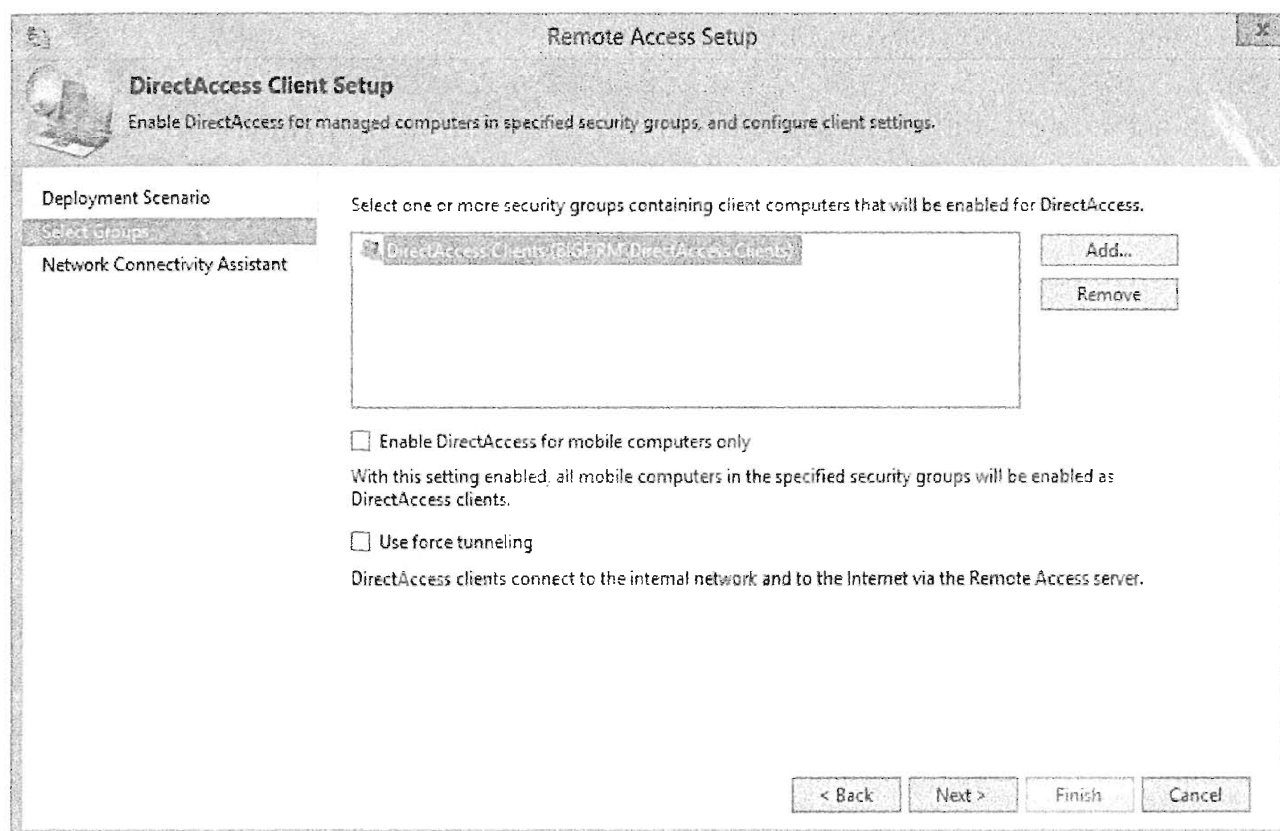 Remote Access Setup
x
DirectAccess Client Setup
Enable DirectAccess for managed computers in specified security groups, and configure client settings.
Deployment Scenario
Select Groups
Network Connectivity Assistant
Select one or more security groups containing client computers that will be enabled for DirectAccess.
DirectAccess Clients (BIGFIRM\DirectAccess Clients)
Add...
Remove
Enable DirectAccess for mobile computers only
With this setting enabled, all mobile computers in the specified security groups will be enabled as
DirectAccess clients.
Use force tunneling
DirectAccess clients connect to the internal network and to the Internet via the Remote Access server.
< Back
Next >
Finish
Cancel